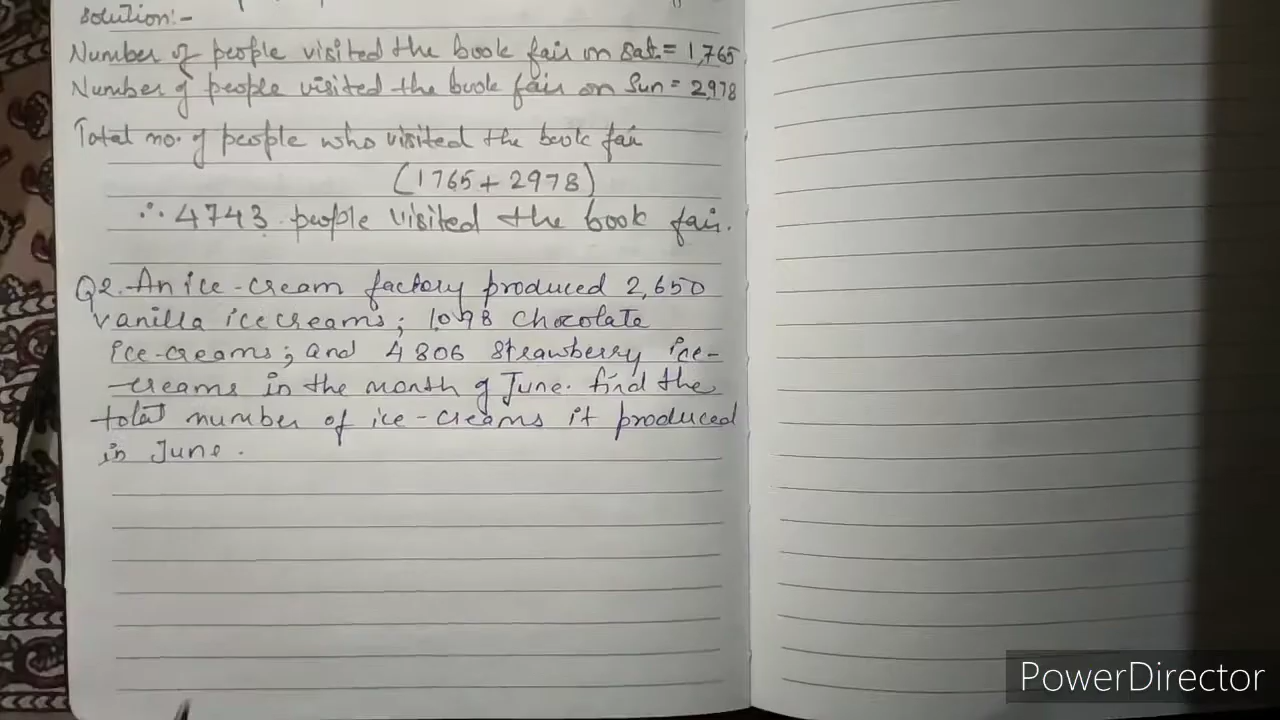 Solution:-
Number of people visited the book fair on Sat. = 1,765
Number of people visited the book fair on Sun = 2,978
Total no. of people who visited the book fair
(1765 + 2978)
∴ 4743 people visited the book fair.
Q2. An ice-cream factory produced 2,650
vanilla icecreams; 1,098 chocolate
ice-creams; and 4806 strawberry ice-
-creams in the month of June. find the
total number of ice-creams it produced
in June.
PowerDirector